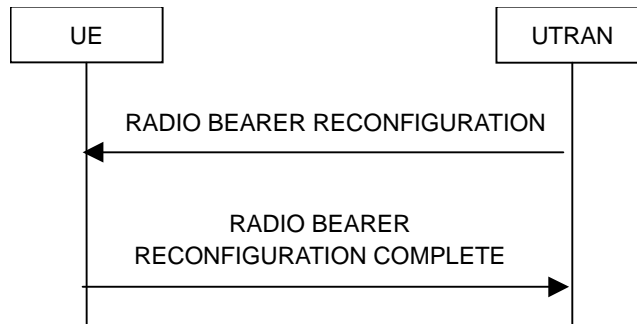 UE
UTRAN
RADIO BEARER RECONFIGURATION
RADIO BEARER
RECONFIGURATION COMPLETE